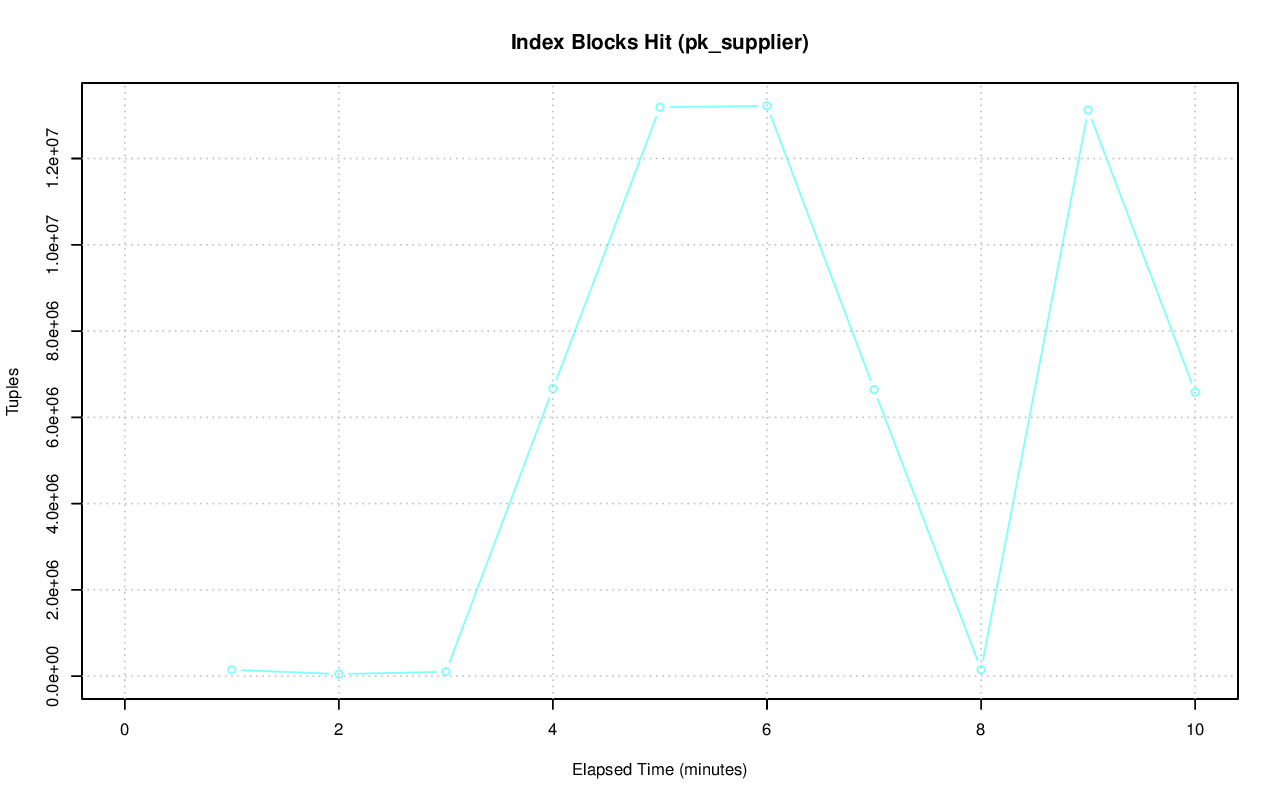 Index Blocks Hit (pk_supplier)
Tuples
1.2e+07
1.0e+07
8.0e+06
6.0e+06
4.0e+06
2.0e+06
0.0e+00
0 2 4 6 8 10
Elapsed Time (minutes)